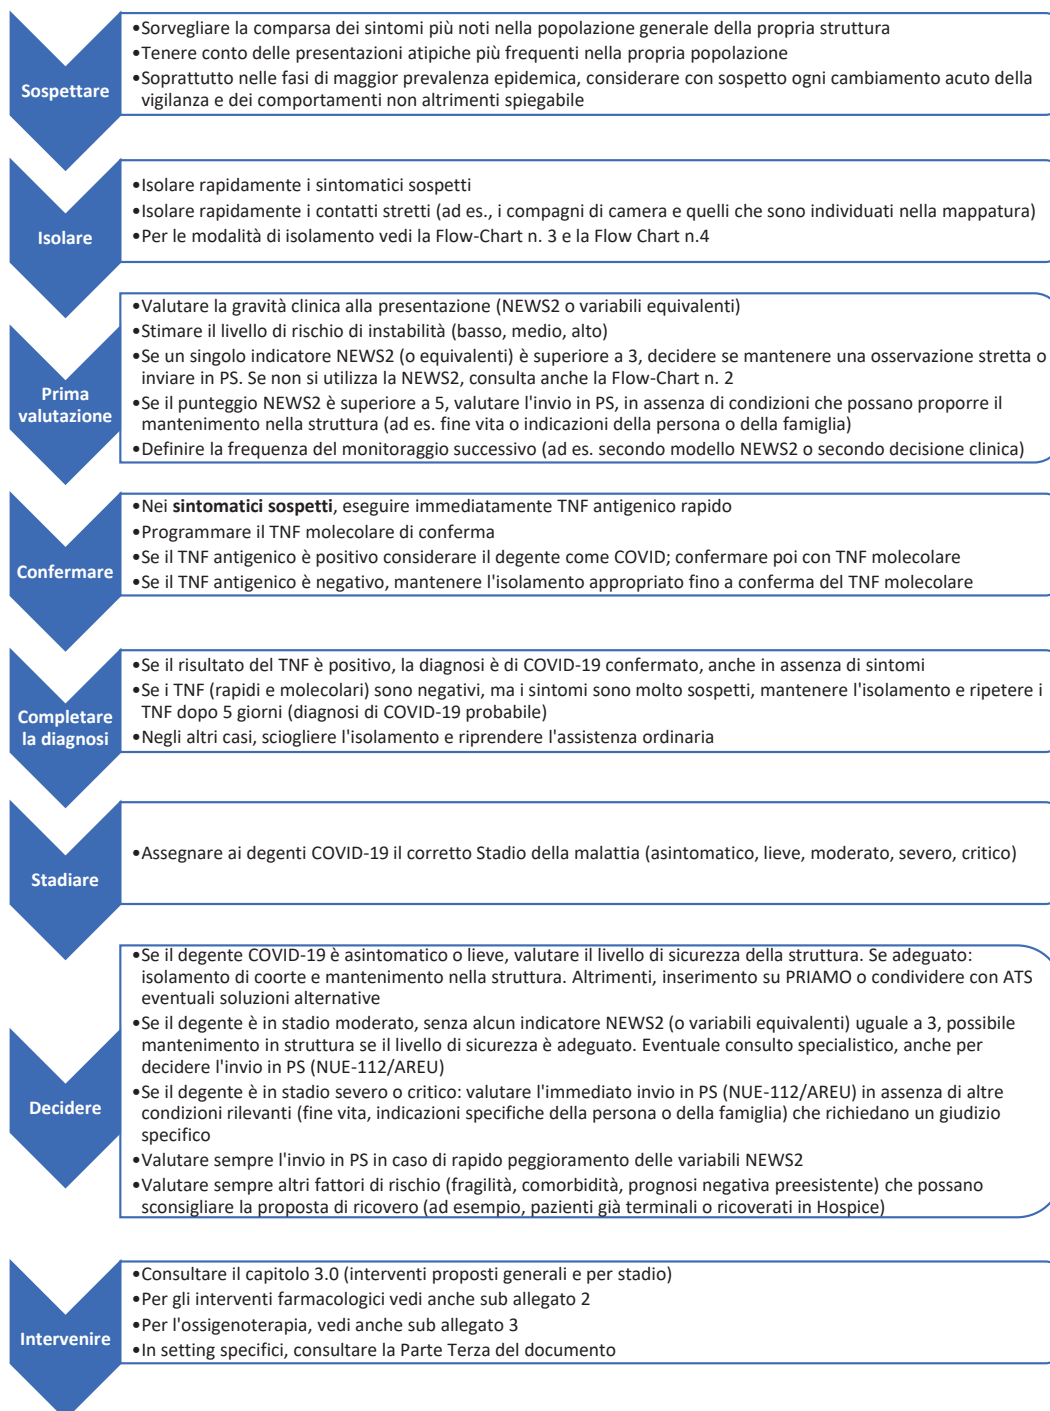 Sospettare
•Sorvegliare la comparsa dei sintomi più noti nella popolazione generale della propria struttura
•Tenere conto delle presentazioni atipiche più frequenti nella propria popolazione
•Soprattutto nelle fasi di maggior prevalenza epidemica, considerare con sospetto ogni cambiamento acuto della
vigilanza e dei comportamenti non altrimenti spiegabile
Isolare
•Isolare rapidamente i sintomatici sospetti
•Isolare rapidamente i contatti stretti (ad es., i compagni di camera e quelli che sono individuati nella mappatura)
•Per le modalità di isolamento vedi la Flow-Chart n. 3 e la Flow Chart n.4
Prima
valutazione
•Valutare la gravità clinica alla presentazione (NEWS2 o variabili equivalenti)
•Stimare il livello di rischio di instabilità (basso, medio, alto)
•Se un singolo indicatore NEWS2 (o equivalenti) è superiore a 3, decidere se mantenere una osservazione stretta o
inviare in PS. Se non si utilizza la NEWS2, consulta anche la Flow-Chart n. 2
•Se il punteggio NEWS2 è superiore a 5, valutare l'invio in PS, in assenza di condizioni che possano proporre il
mantenimento nella struttura (ad es. fine vita o indicazioni della persona o della famiglia)
•Definire la frequenza del monitoraggio successivo (ad es. secondo modello NEWS2 o secondo decisione clinica)
Confermare
•Nei sintomatici sospetti, eseguire immediatamente TNF antigenico rapido
•Programmare il TNF molecolare di conferma
•Se il TNF antigenico è positivo considerare il degente come COVID; confermare poi con TNF molecolare
•Se il TNF antigenico è negativo, mantenere l'isolamento appropriato fino a conferma del TNF molecolare
Completare
la diagnosi
•Se il risultato del TNF è positivo, la diagnosi è di COVID-19 confermato, anche in assenza di sintomi
•Se i TNF (rapidi e molecolari) sono negativi, ma i sintomi sono molto sospetti, mantenere l'isolamento e ripetere i
TNF dopo 5 giorni (diagnosi di COVID-19 probabile)
•Negli altri casi, sciogliere l'isolamento e riprendere l'assistenza ordinaria
Stadiare
•Assegnare ai degenti COVID-19 il corretto Stadio della malattia (asintomatico, lieve, moderato, severo, critico)
Decidere
•Se il degente COVID-19 è asintomatico o lieve, valutare il livello di sicurezza della struttura. Se adeguato:
isolamento di coorte e mantenimento nella struttura. Altrimenti, inserimento su PRIAMO o condividere con ATS
eventuali soluzioni alternative
•Se il degente è in stadio moderato, senza alcun indicatore NEWS2 (o variabili equivalenti) uguale a 3, possibile
mantenimento in struttura se il livello di sicurezza è adeguato. Eventuale consulto specialistico, anche per
decidere l'invio in PS (NUE-112/AREU)
•Se il degente è in stadio severo o critico: valutare l'immediato invio in PS (NUE-112/AREU) in assenza di altre
condizioni rilevanti (fine vita, indicazioni specifiche della persona o della famiglia) che richiedano un giudizio
specifico
•Valutare sempre l'invio in PS in caso di rapido peggioramento delle variabili NEWS2
•Valutare sempre altri fattori di rischio (fragilità, comorbidità, prognosi negativa preesistente) che possano
sconsigliare la proposta di ricovero (ad esempio, pazienti già terminali o ricoverati in Hospice)
Intervenire
•Consultare il capitolo 3.0 (interventi proposti generali e per stadio)
•Per gli interventi farmacologici vedi anche sub allegato 2
•Per l'ossigenoterapia, vedi anche sub allegato 3
•In setting specifici, consultare la Parte Terza del documento